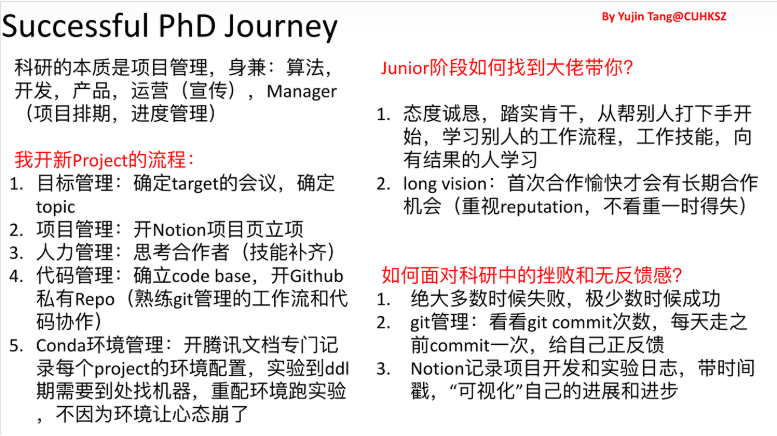 Successful PhD Journey
By Yujin Tang@CUHKSZ
科研的本质是项目管理，身兼：算法，
开发，产品，运营（宣传），Manager
（项目排期，进度管理）
我开新Project的流程：
1. 目标管理：确定target的会议，确定
topic
2. 项目管理：开Notion项目页立项
3. 人力管理：思考合作者（技能补齐）
4. 代码管理：确立code base，开Github
私有Repo（熟练git管理的工作流和代
码协作）
5. Conda环境管理：开腾讯文档专门记
录每个project的环境配置，实验到ddl
期需要到处找机器，重配环境跑实验
，不因为环境让心态崩了
Junior阶段如何找到大佬带你？
1. 态度诚恳，踏实肯干，从帮别人打下手开
始，学习别人的工作流程，工作技能，向
有结果的人学习
2. long vision：首次合作愉快才会有长期合作
机会（重视reputation，不看重一时得失）
如何面对科研中的挫败和无反馈感？
1. 绝大多数时候失败，极少数时候成功
2. git管理：看看git commit次数，每天走之
前commit一次，给自己正反馈
3. Notion记录项目开发和实验日志，带时间
戳，“可视化”自己的进展和进步